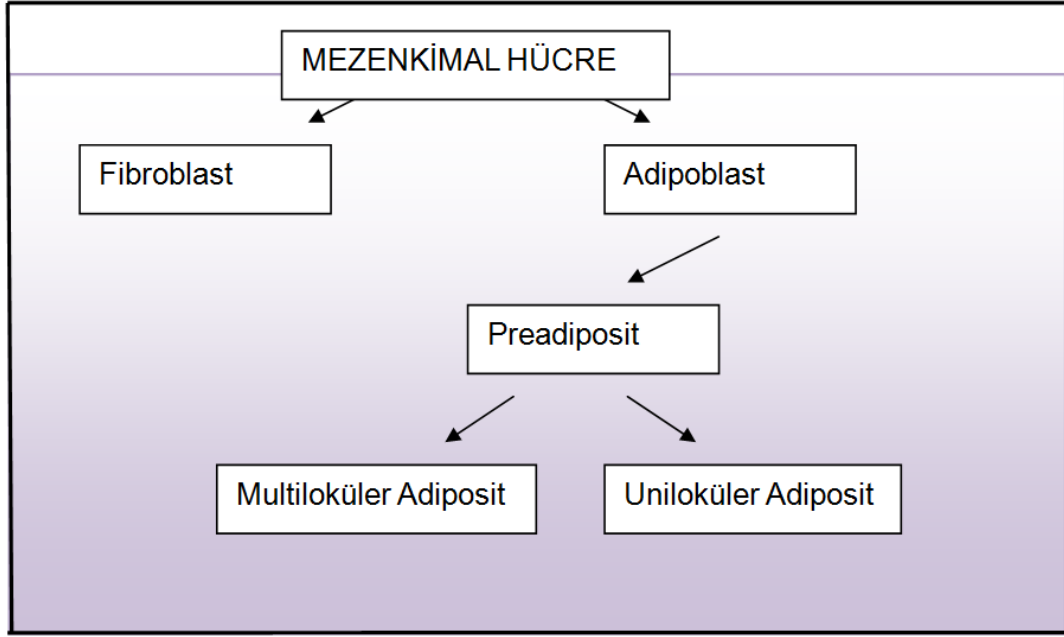 MEZENKİMAL HÜCRE
Fibroblast
Adipoblast
Preadiposit
Multiloküler Adiposit
Uniloküler Adiposit